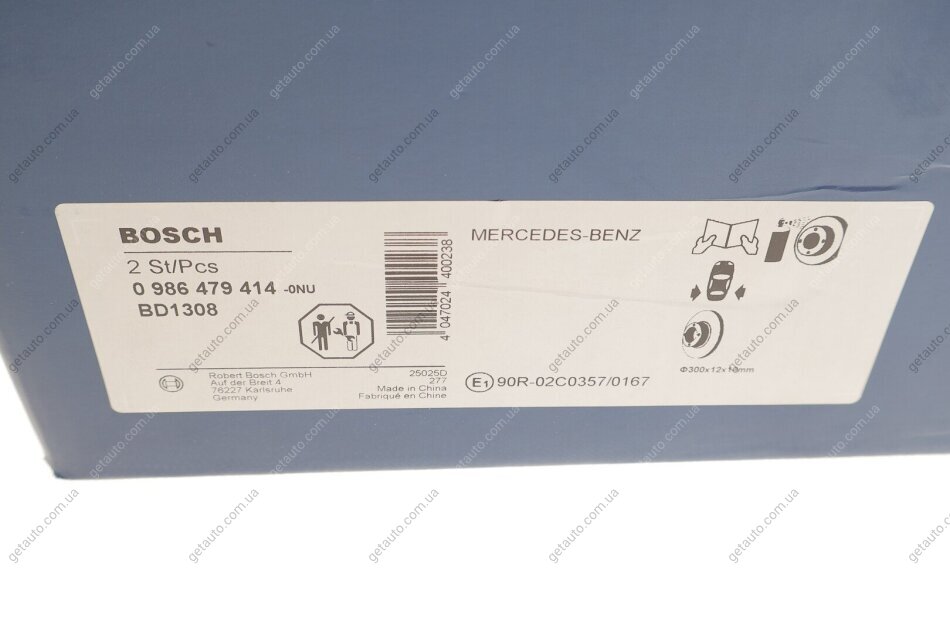 BOSCH
2 St/Pcs
0 986 479 414 -0NU
BD1308
4 047024 400238
MERCEDES-BENZ
Robert Bosch GmbH
Auf der Breit 4
76227 Karlsruhe
Germany
25025D
277
Made in China
Fabriqué en Chine
E1 90R-02C0357/0167
Φ300x12x10mm
getauto.com.ua